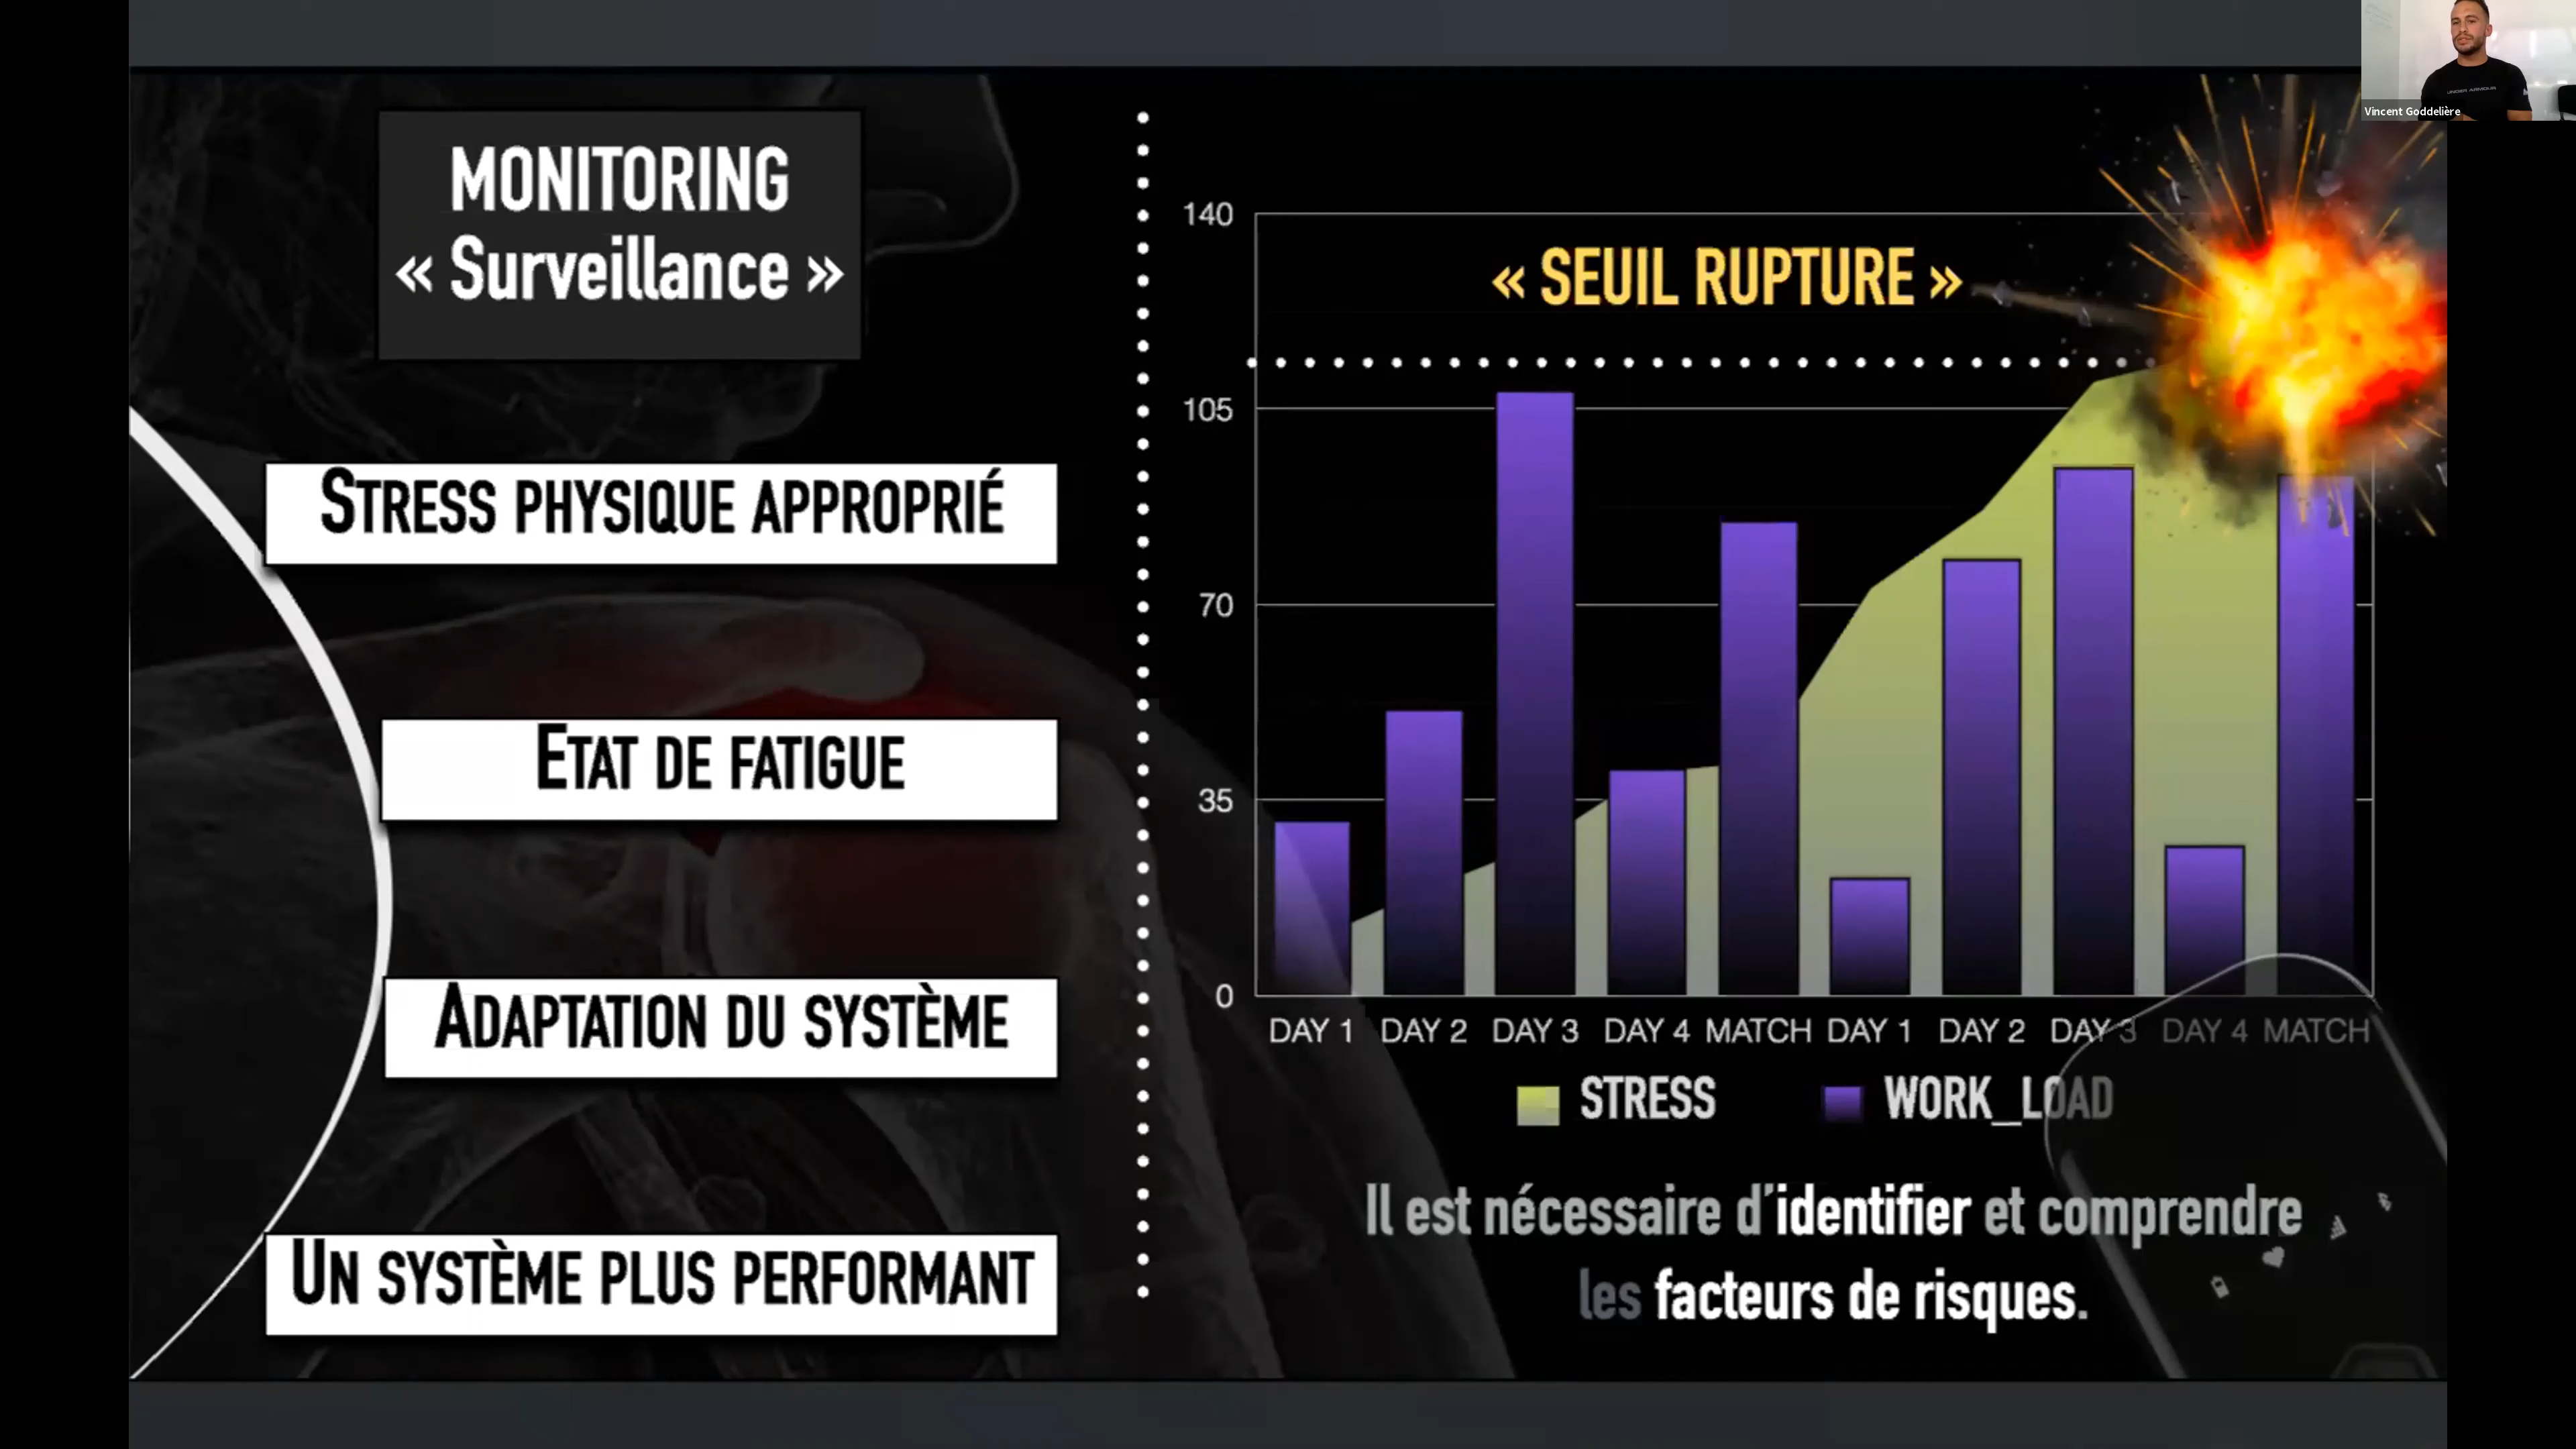 Vincent Goddelière
MONITORING
« Surveillance »
STRESS PHYSIQUE APPROPRIÉ
ETAT DE FATIGUE
ADAPTATION DU SYSTÈME
UN SYSTÈME PLUS PERFORMANT
« SEUIL RUPTURE »
140
105
70
35
0
DAY 1 DAY 2 DAY 3 DAY 4 MATCH DAY 1 DAY 2 DAY 3 DAY 4 MATCH
STRESS WORK_LOAD
Il est nécessaire d'identifier et comprendre
les facteurs de risques.
UNDER ARMOUR